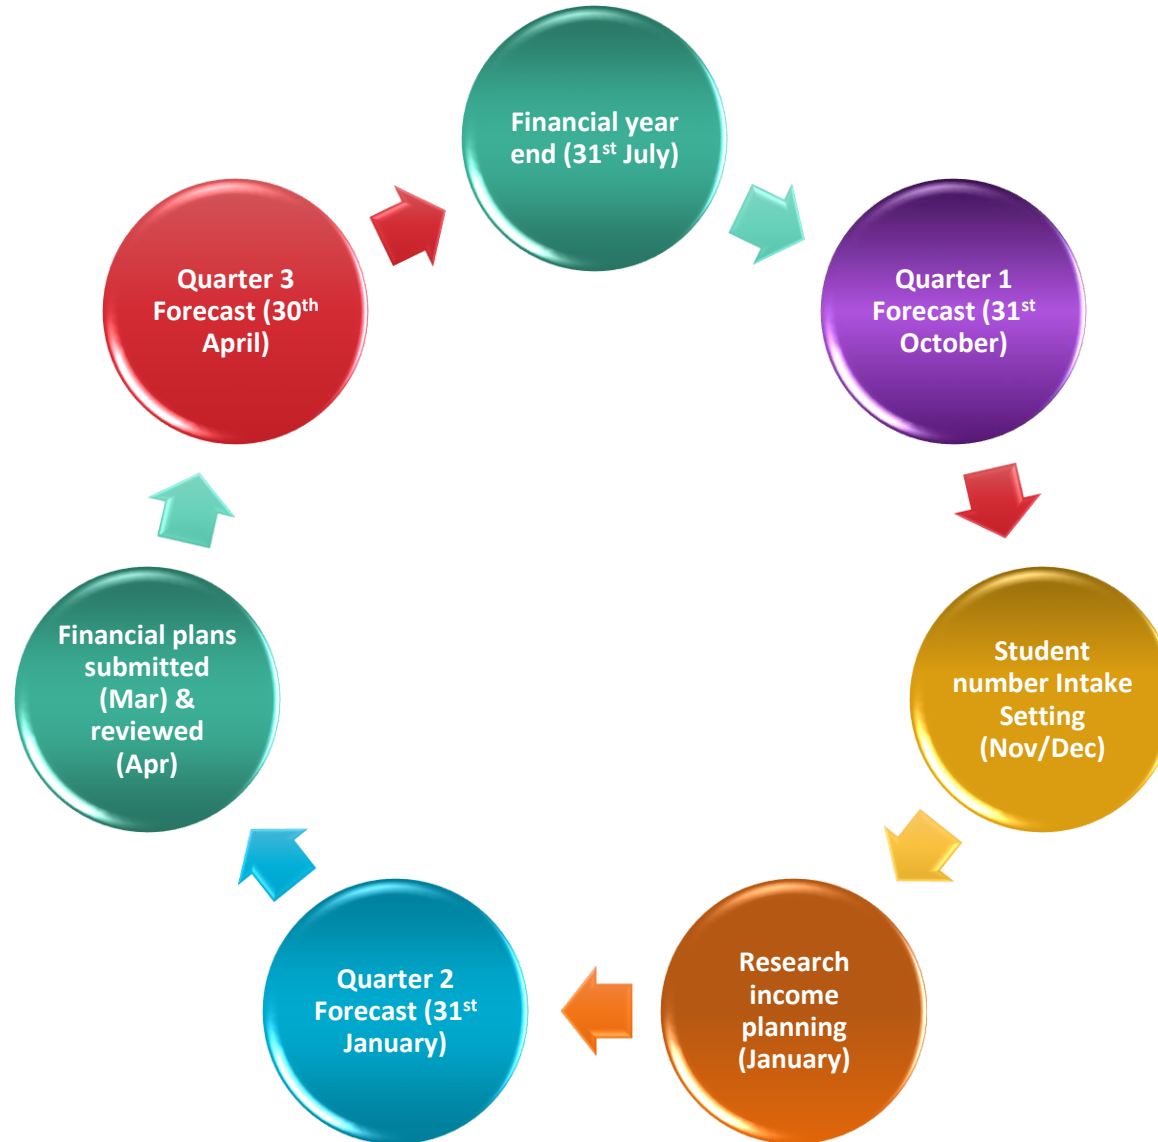 Financial year
end (31st July)
Quarter 1
Forecast (31st
October)
Student
number Intake
Setting
(Nov/Dec)
Research
income
planning
(January)
Quarter 2
Forecast (31st
January)
Financial plans
submitted
(Mar) &
reviewed
(Apr)
Quarter 3
Forecast (30th
April)